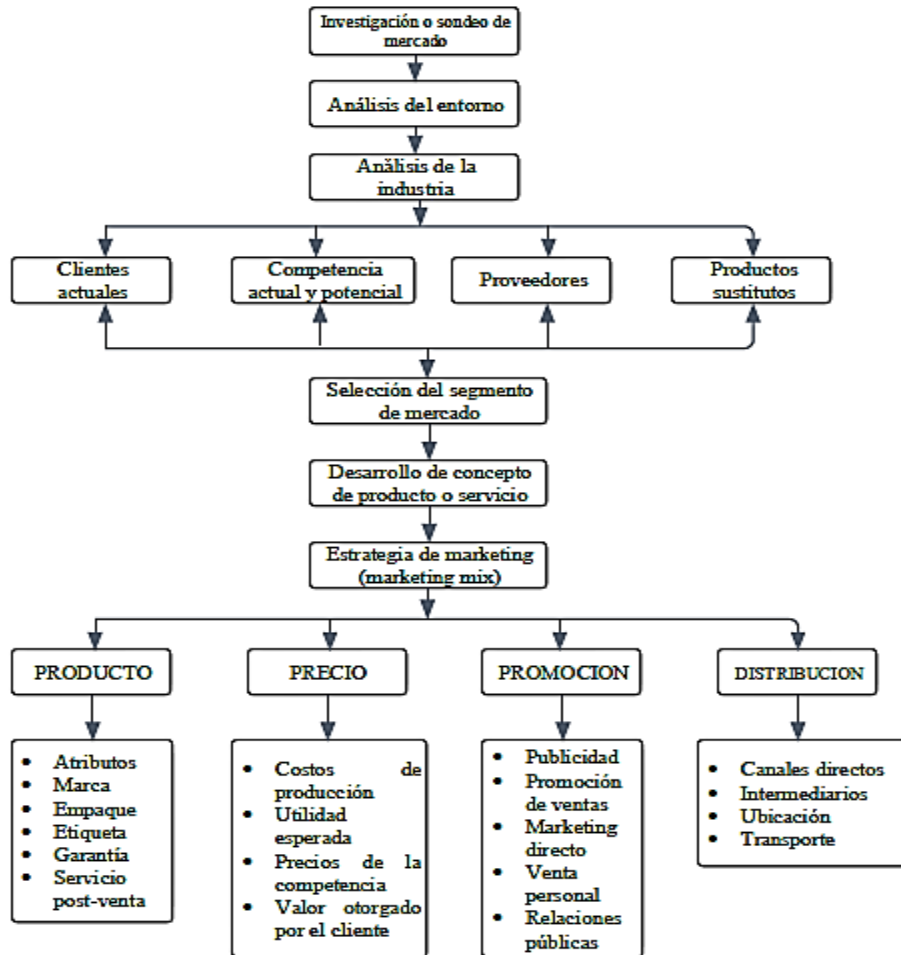 Investigación o sondeo de
mercado
Análisis del entorno
Análisis de la
industria
Clientes
actuales
Competencia
actual y potencial
Proveedores
Productos
sustitutos
Selección del segmento
de mercado
Desarrollo de concepto
de producto o servicio
Estrategia de marketing
(marketing mix)
PRODUCTO
PRECIO
PROMOCION
DISTRIBUCION
• Atributos
• Marca
• Empaque
• Etiqueta
• Garantía
• Servicio
post-venta
• Costos de
producción
• Utilidad
esperada
• Precios de la
competencia
• Valor otorgado
por el cliente
• Publicidad
• Promoción
de ventas
• Marketing
directo
• Venta
personal
• Relaciones
públicas
• Canales directos
• Intermediarios
• Ubicación
• Transporte